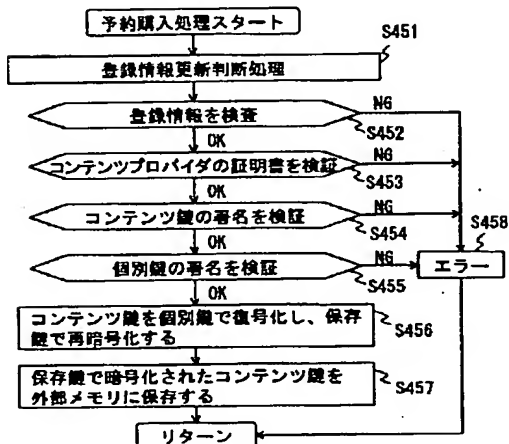 予約購入処理スタート
S451
登録情報更新判断処理
登録情報を検査
NG
S452
OK
コンテンツプロバイダの証明書を検証
NG
S453
OK
コンテンツ鍵の署名を検証
NG
S454
S458
エラー
OK
個別鍵の署名を検証
NG
S455
OK
コンテンツ鍵を個別鍵で復号化し、保存
鍵で再暗号化する
S456
保存鍵で暗号化されたコンテンツ鍵を
外部メモリに保存する
S457
リターン